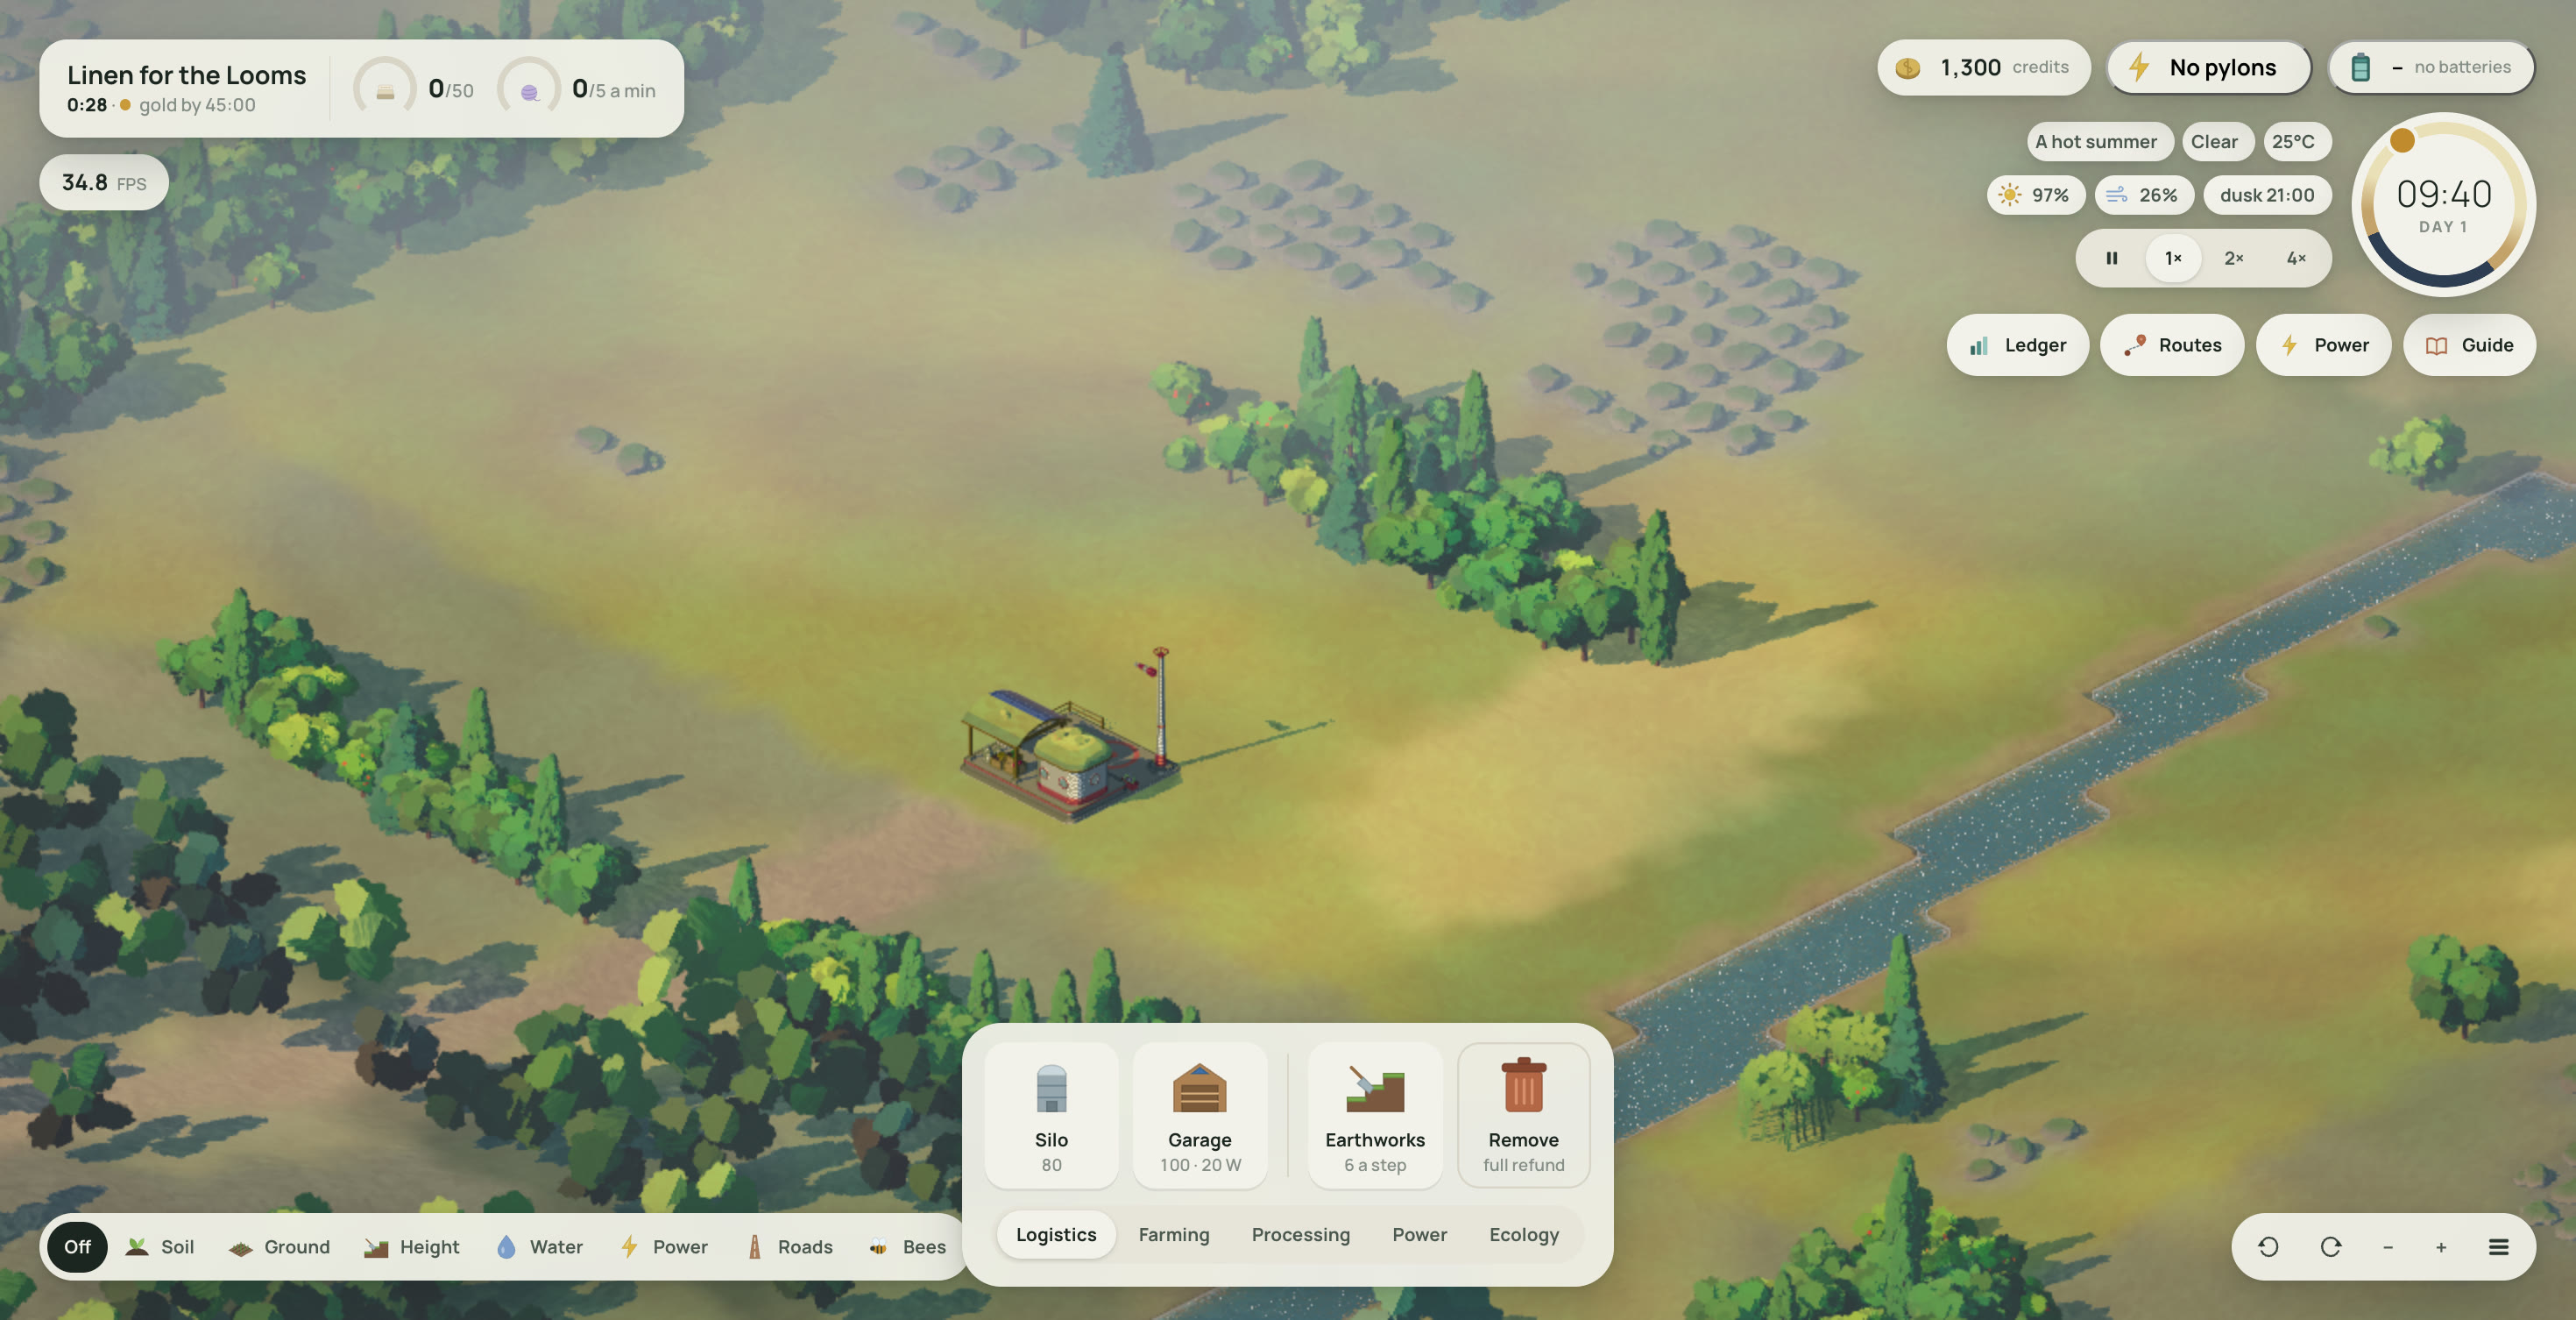 Linen for the Looms
0:28 · gold by 45:00
0/50
0/5 a min
34.8 FPS
1,300 credits
No pylons
– no batteries
A hot summer
Clear
25°C
97%
26%
dusk 21:00
09:40
DAY 1
1×
2×
4×
Ledger
Routes
Power
Guide
Silo
80
Garage
100 · 20 W
Earthworks
6 a step
Remove
full refund
Logistics
Farming
Processing
Power
Ecology
Off
Soil
Ground
Height
Water
Power
Roads
Bees